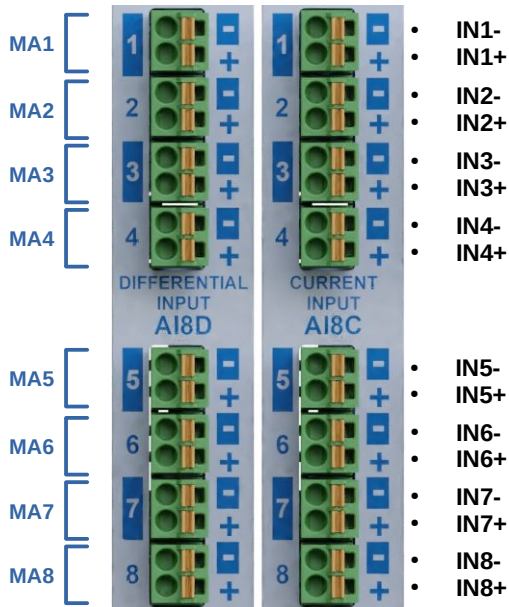 MA1 1 - + 1 - + • IN1-
• IN1+
MA2 2 - + 2 - + • IN2-
• IN2+
MA3 3 - + 3 - + • IN3-
• IN3+
MA4 4 - + 4 - + • IN4-
• IN4+
DIFFERENTIAL
INPUT
AI8D
CURRENT
INPUT
AI8C
MA5 5 - + 5 - + • IN5-
• IN5+
MA6 6 - + 6 - + • IN6-
• IN6+
MA7 7 - + 7 - + • IN7-
• IN7+
MA8 8 - + 8 - + • IN8-
• IN8+